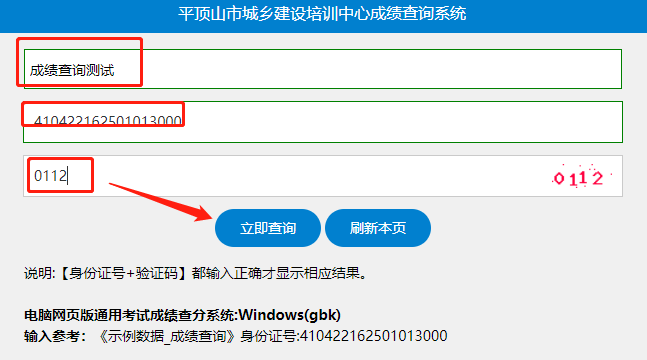 平顶山市城乡建设培训中心成绩查询系统
成绩查询测试
410422162501013000
0112
0112
立即查询 刷新本页
说明:【身份证号+验证码】都输入正确才显示相应结果。
电脑网页版通用考试成绩查分系统:Windows(gbk)
输入参考: 《示例数据_成绩查询》身份证号:410422162501013000